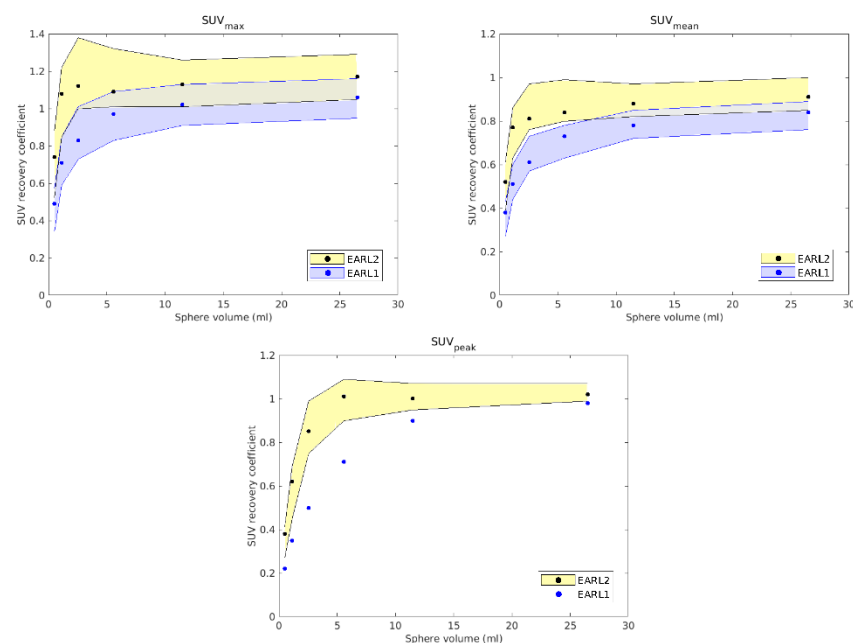 SUVmax
1.4
1.2
1
0.8
0.6
0.4
0.2
0
SUV recovery coefficient
0 5 10 15 20 25 30
Sphere volume (ml)
EARL2
EARL1
SUVmean
1.2
1
0.8
0.6
0.4
0.2
0
SUV recovery coefficient
0 5 10 15 20 25 30
Sphere volume (ml)
EARL2
EARL1
SUVpeak
1.2
1
0.8
0.6
0.4
0.2
0
SUV recovery coefficient
0 5 10 15 20 25 30
Sphere volume (ml)
EARL2
EARL1